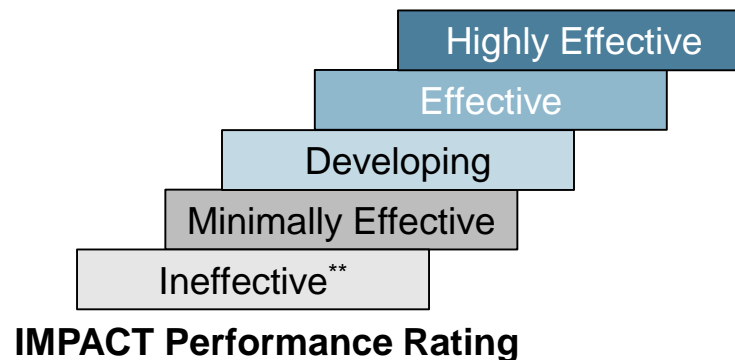 Highly Effective
Effective
Developing
Minimally Effective
Ineffective**
IMPACT Performance Rating